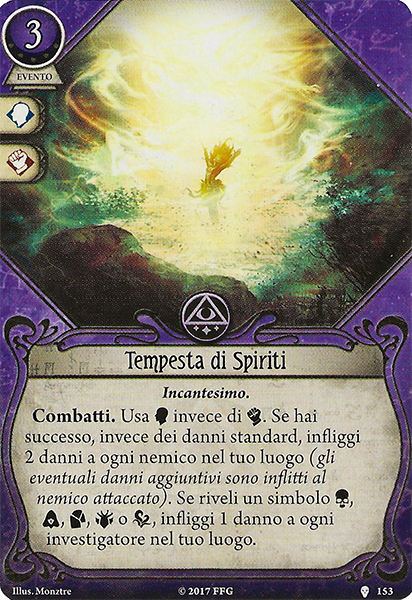 3
EVENTO
Tempesta di Spiriti
Incantesimo.
Combatti. Usa invece di . Se hai
successo, invece dei danni standard, infliggi
2 danni a ogni nemico nel tuo luogo (gli
eventuali danni aggiuntivi sono inflitti al
nemico attaccato). Se riveli un simbolo ,
, , o , infliggi 1 danno a ogni
investigatore nel tuo luogo.
Illus. Monztre
© 2017 FFG
153